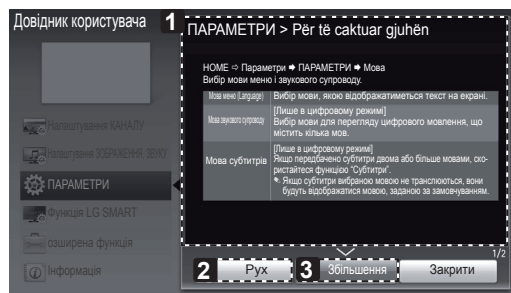 Довідник користувача
1
ПАРАМЕТРИ > Për të caktuar gjuhën
HOME ⇨ Параметри ➡ ПАРАМЕТРИ ➡ Мова
Вибір мови меню і звукового супроводу.
Мова меню (Language) Вибір мови, якою відображатиметься текст на екрані.
Мова звукового супроводу
[Лише в цифровому режимі]
Вибір мови для перегляду цифрового мовлення, що
містить кілька мов.
Мова субтитрів
[Лише в цифровому режимі]
Якщо передбачено субтитри двома або більше мовами, ско-
ристайтеся функцією "Субтитри".
Якщо субтитри вибраною мовою не транслюються, вони
будуть відображатися мовою, заданою за замовчуванням.
Налаштування КАНАЛУ
Налаштування ЗОБРАЖЕННЯ, ЗВУКУ
ПАРАМЕТРИ
Функція LG SMART
озширена функція
Інформація
1/2
2 Рух
3 Збільшення
Закрити